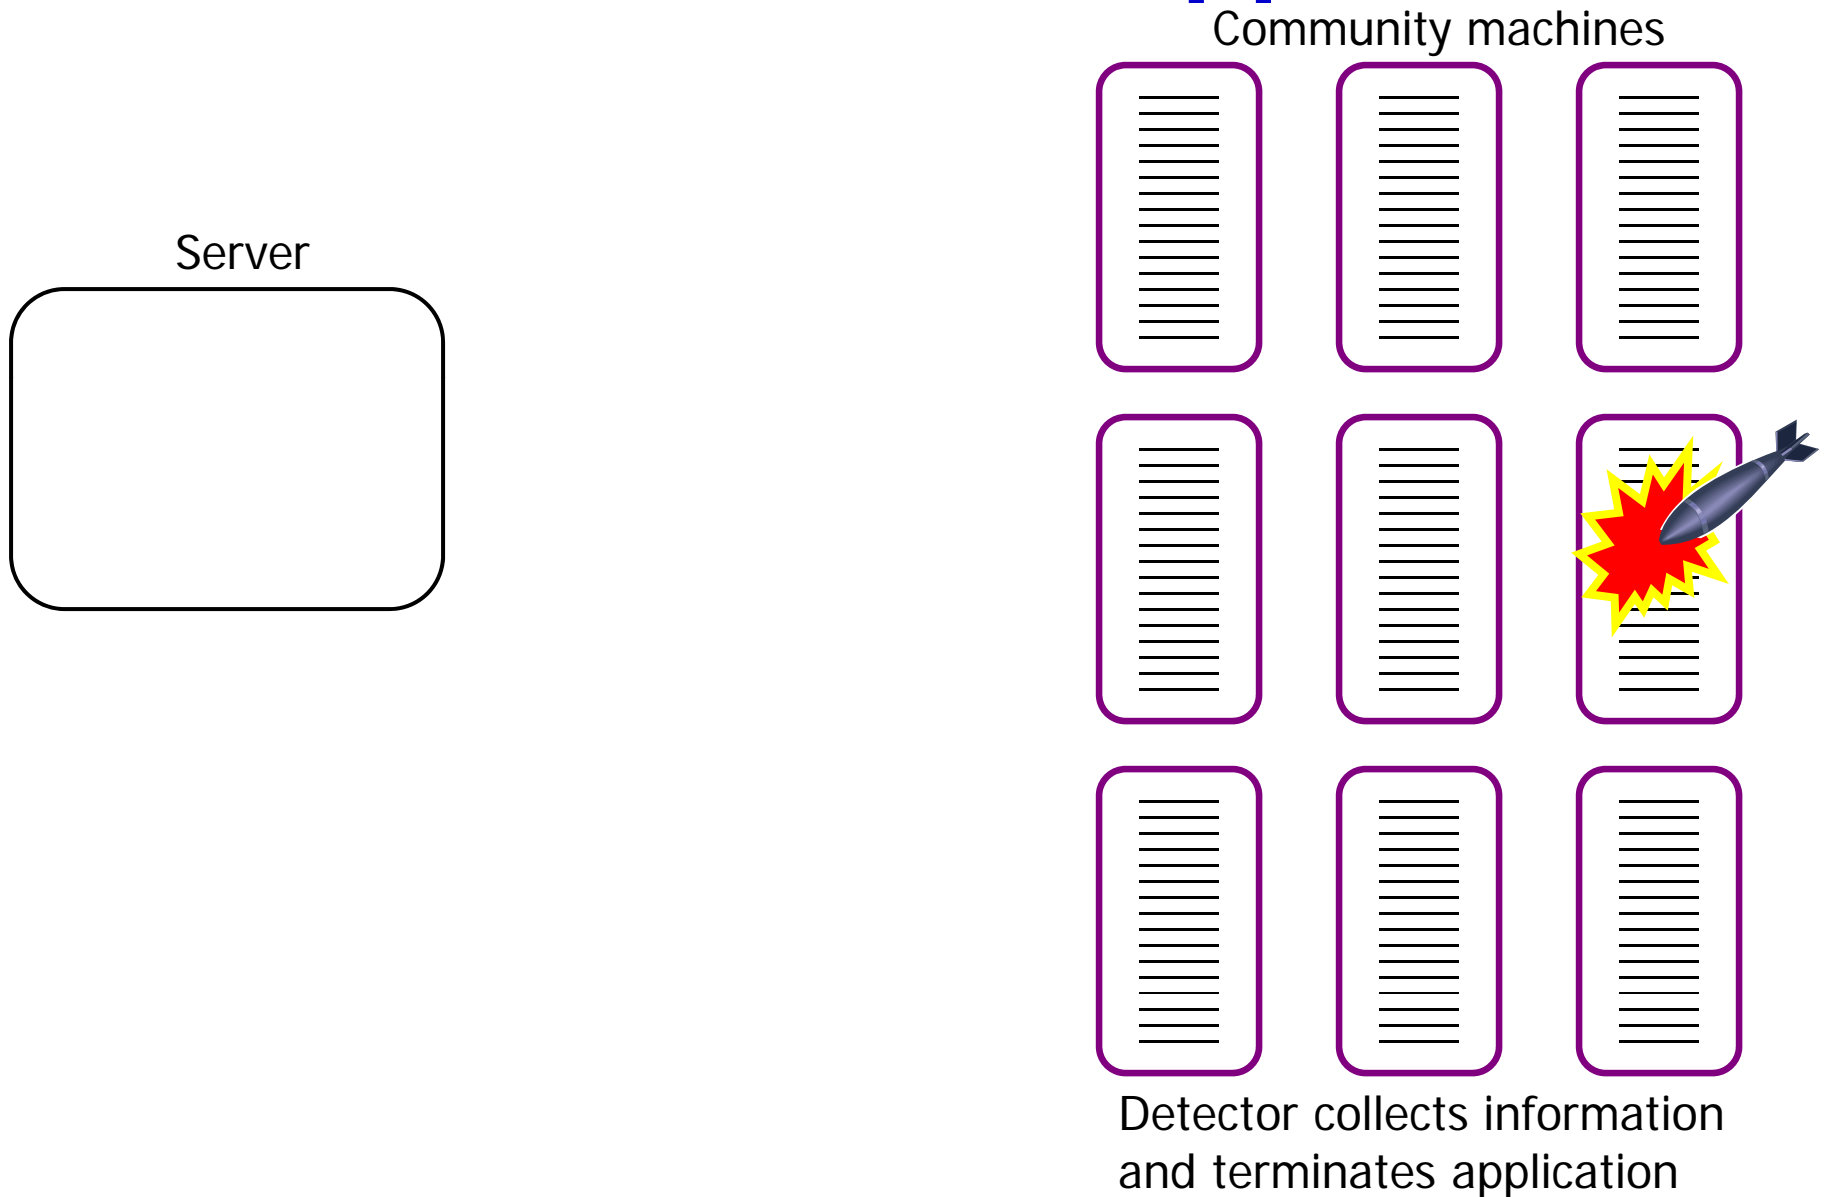 Community machines
Server
Detector collects information
and terminates application